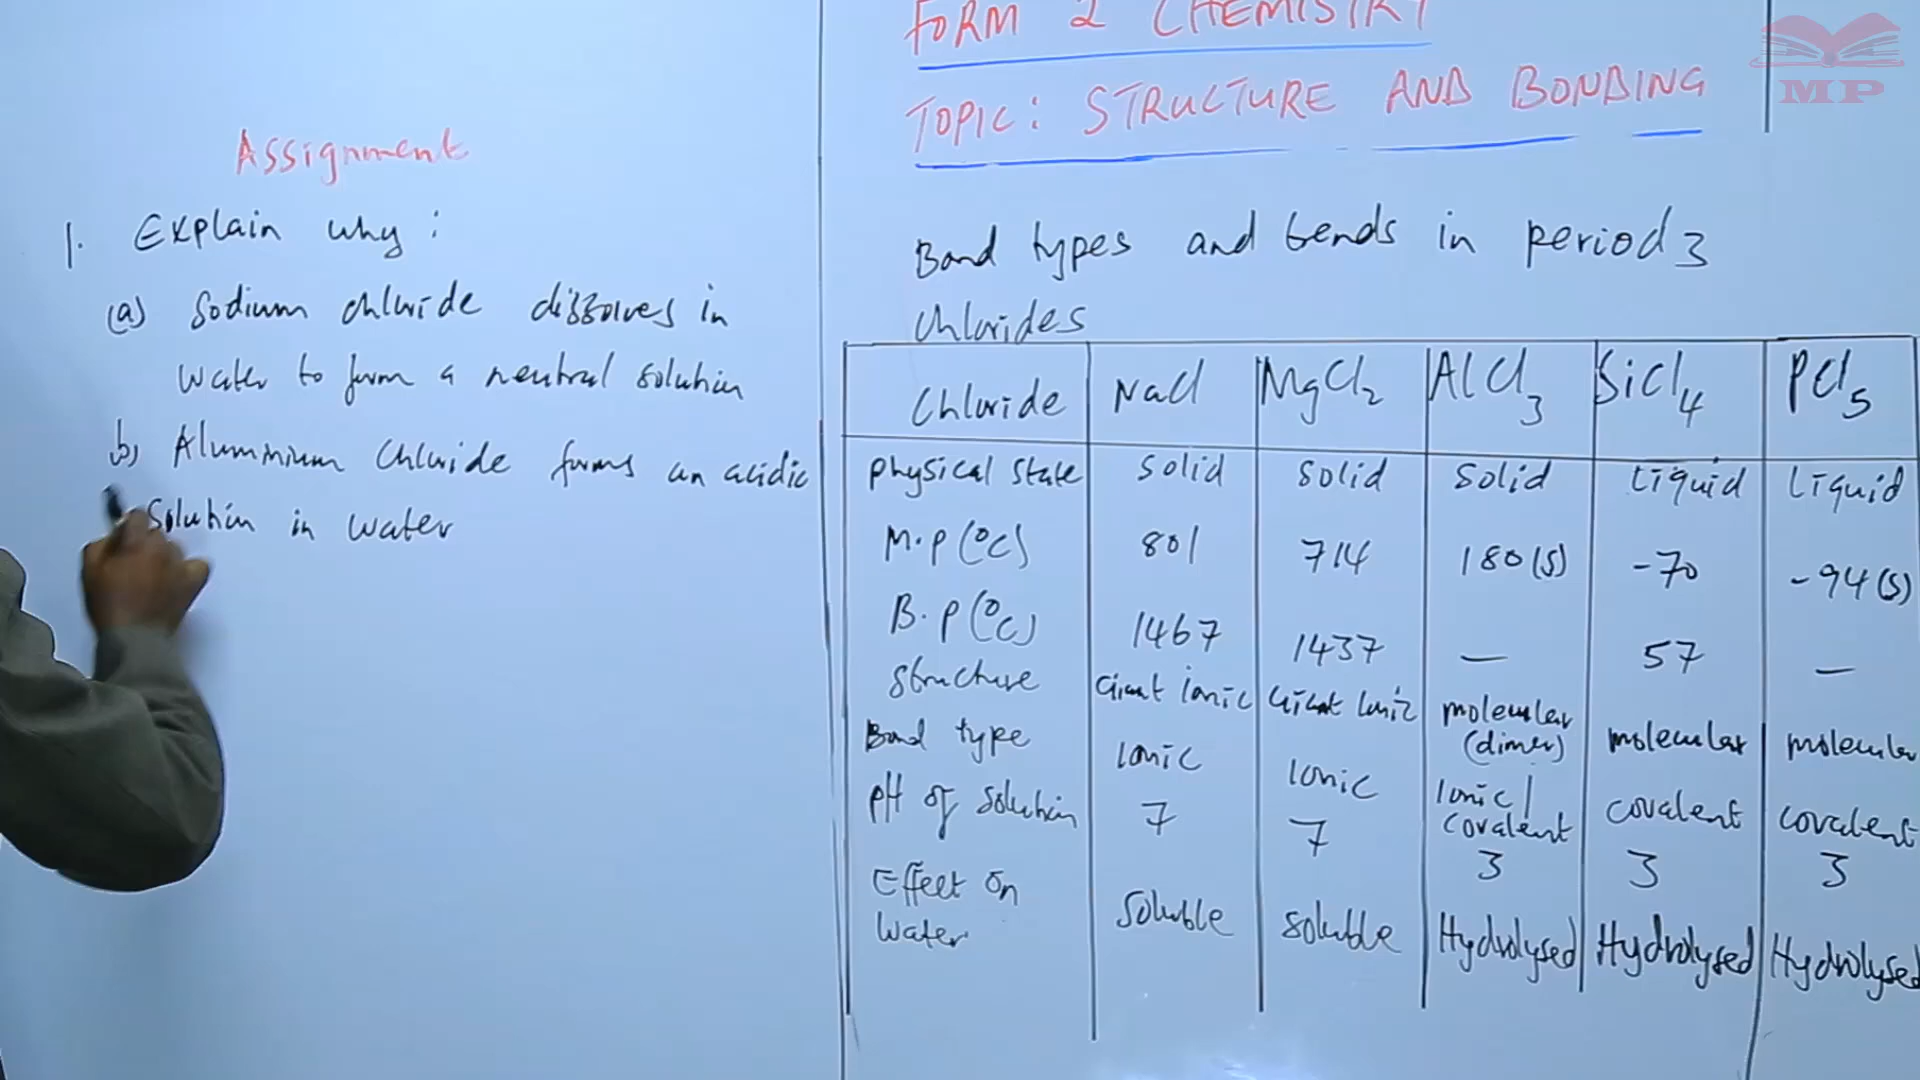 Assignment
1. Explain why :
(a) Sodium chloride dissolves in
water to form a neutral solution
b) Aluminium chloride forms an acidic
solution in water
FORM 2 CHEMISTRY
TOPIC: STRUCTURE AND BONDING
Bond types and trends in period 3
chlorides
Chloride NaCl MgCl2 AlCl3 SiCl4 PCl5
Physical State Solid Solid Solid Liquid Liquid
M.P (°C) 801 714 180(S) -70 -94(S)
B.P (°C) 1467 1437 — 57 —
Structure Giant ionic Giant Ionic molecular (dimer) molecular molecular
Bond type Ionic Ionic Ionic / covalent covalent covalent
pH of solution 7 7 3 3 3
Effect on water Soluble Soluble Hydrolysed Hydrolysed Hydrolysed
MP